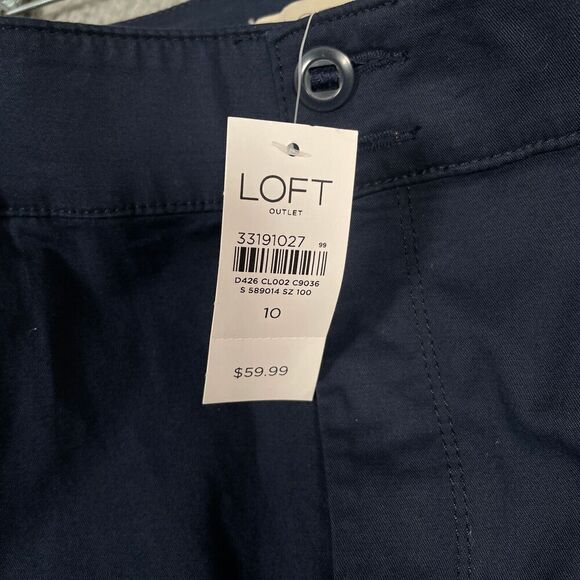 LOFT
OUTLET
33191027 99
D426 CL002 C9036
S 589014 SZ 100
10
$59.99